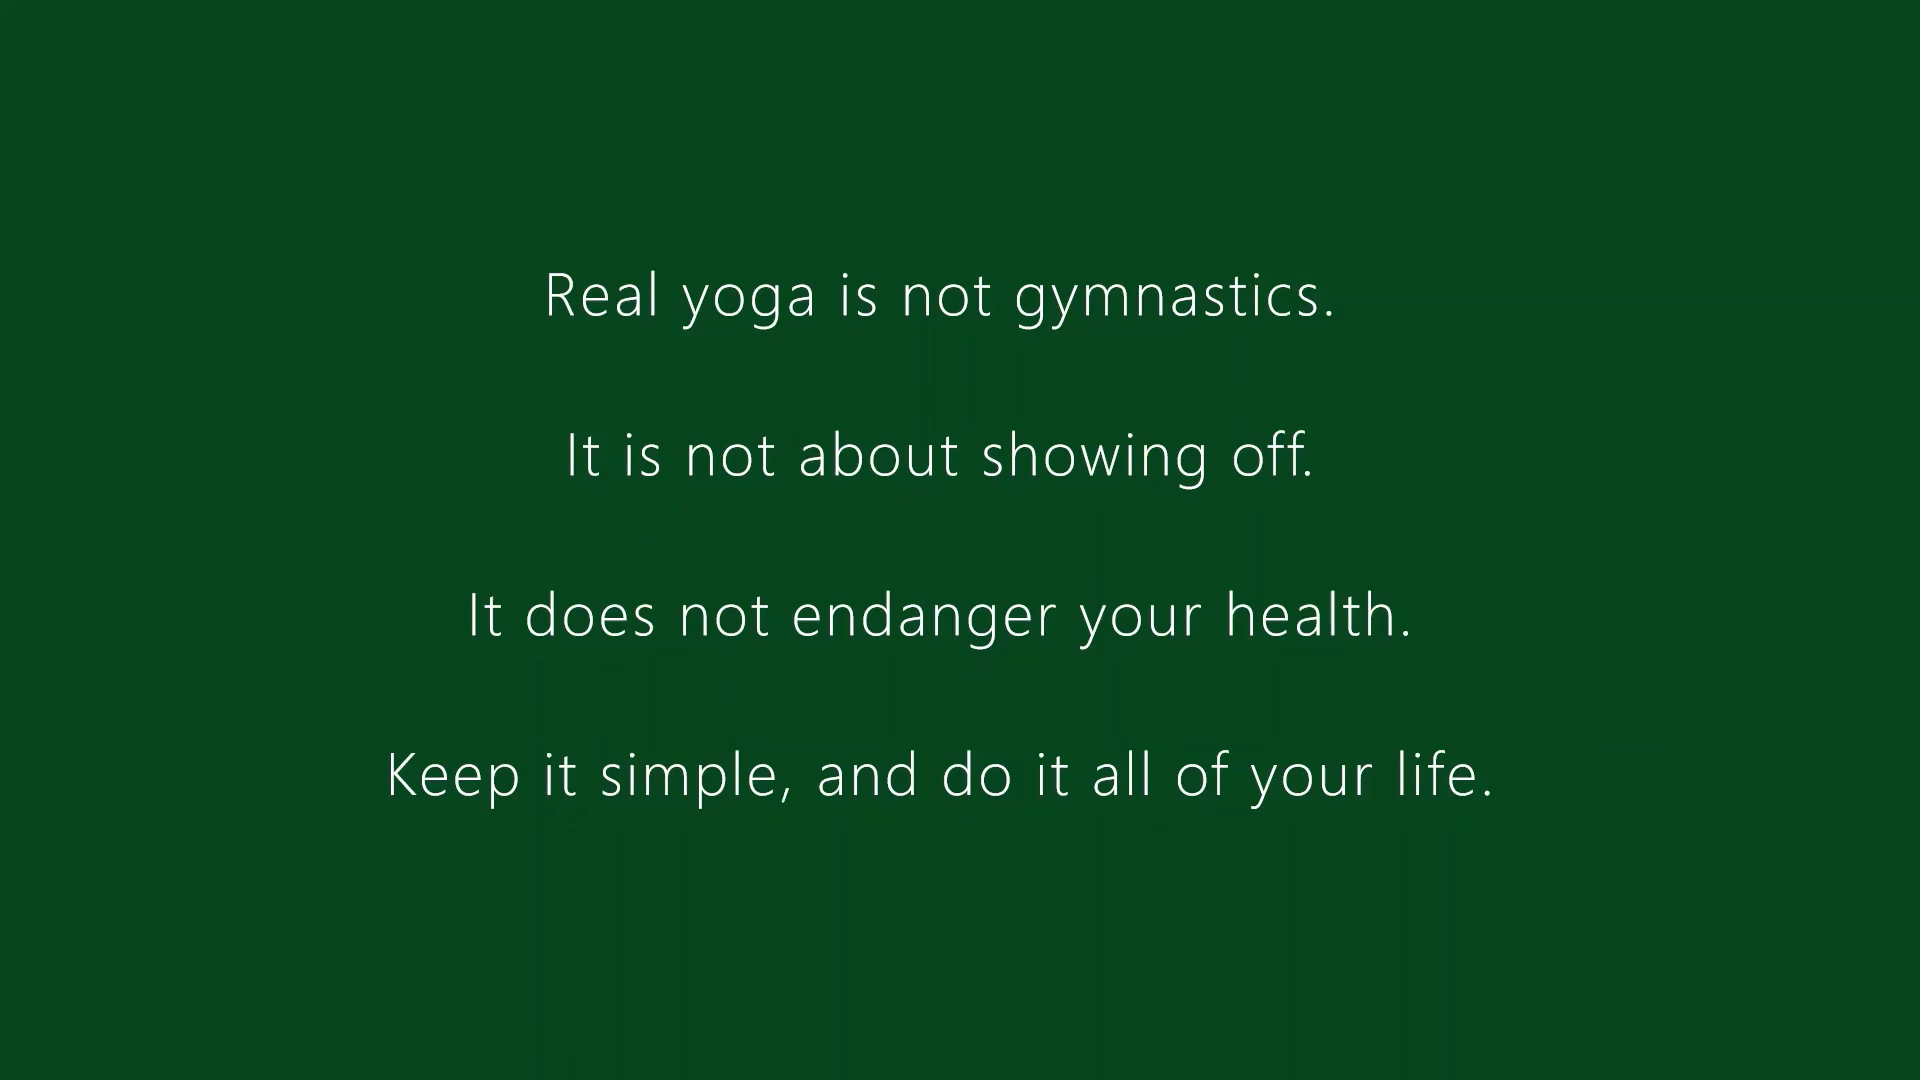 Real yoga is not gymnastics.
It is not about showing off.
It does not endanger your health.
Keep it simple, and do it all of your life.